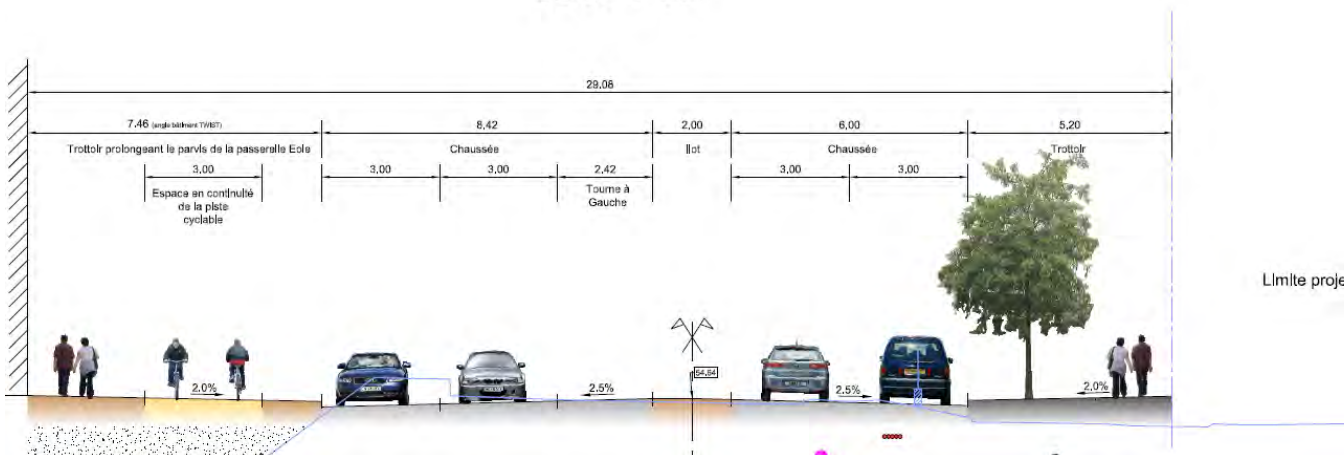 29.08
7.46 (angle bâtiment TWIST)
8,42
2,00
6,00
5,20
Trottoir prolongeant le parvis de la passerelle Eole
Chaussée
Ilot
Chaussée
Trottoir
3,00
3,00
3,00
2,42
3,00
3,00
Espace en continuité
de la piste
cyclable
Tourne à
Gauche
Limite proje
54.64
2.0%
2.5%
2.5%
2,0%